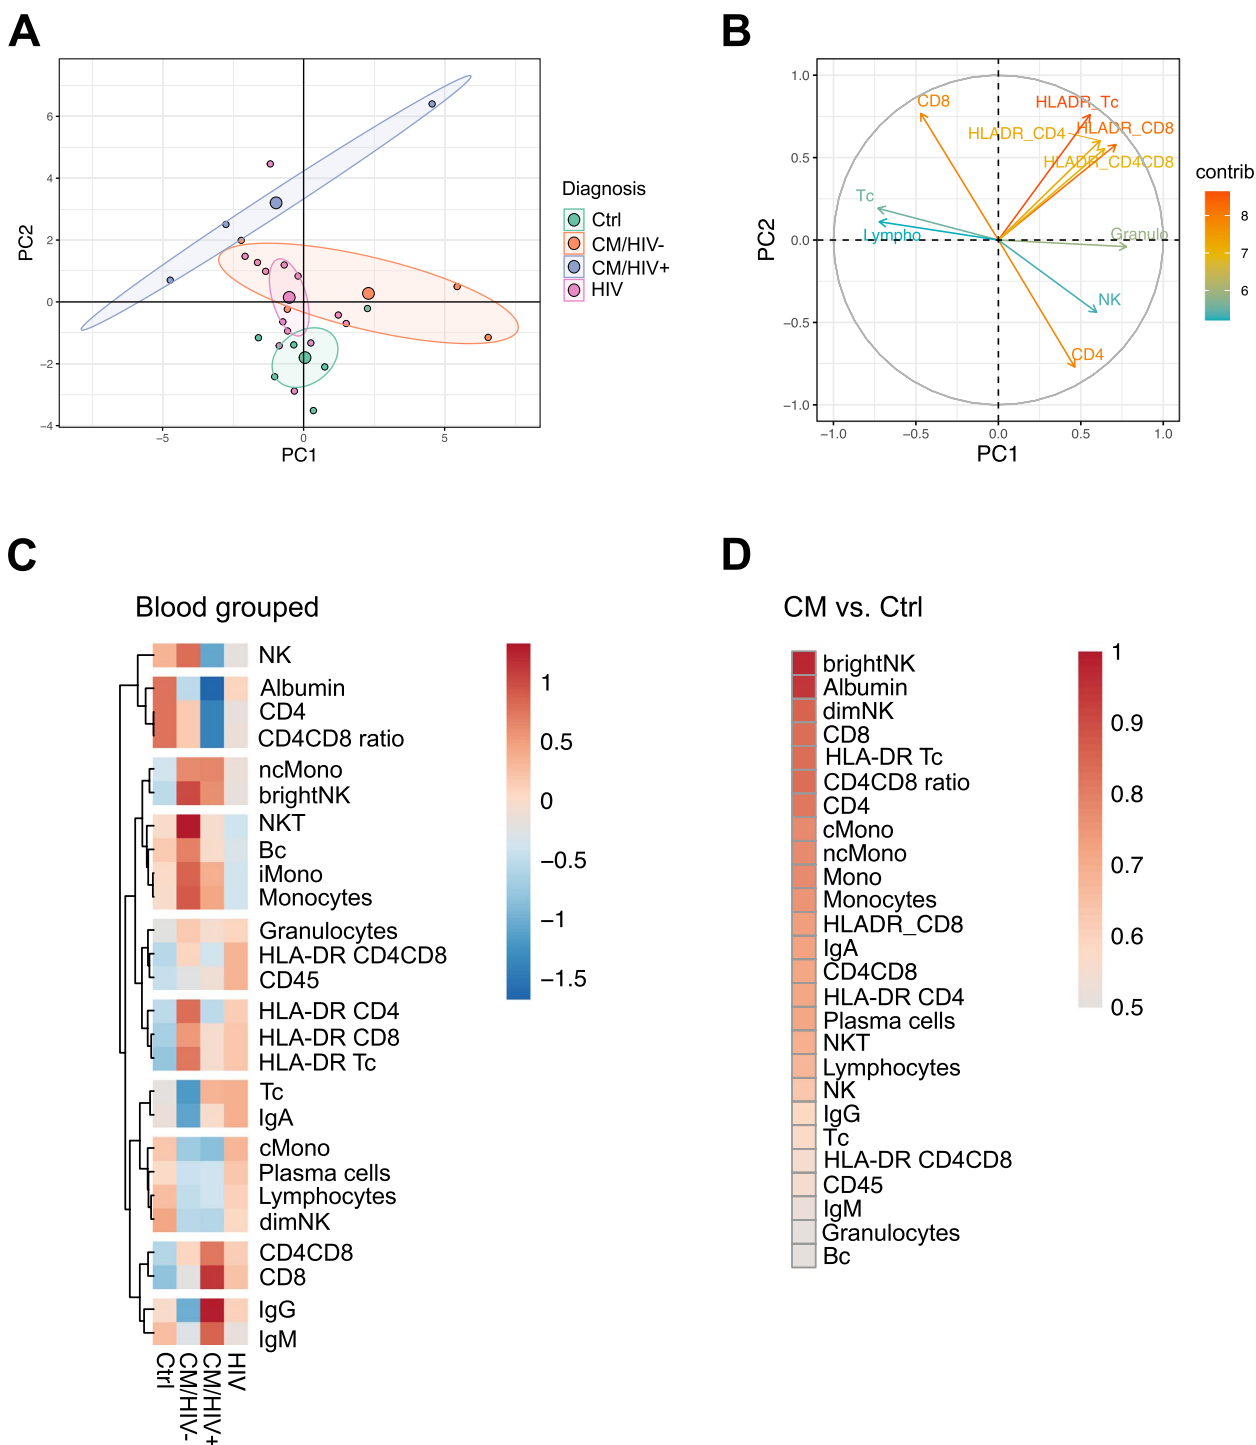 A
6
4
2
0
−2
−4
−5
0
5
PC2
PC1
Diagnosis
Ctrl
CM/HIV-
CM/HIV+
HIV
B
1.0
0.5
0.0
−0.5
−1.0
−1.0
−0.5
0.0
0.5
1.0
PC2
PC1
CD8
HLADR_Tc
HLADR_CD4
HLADR_CD8
HLADR_CD4CD8
Tc
Lympho
Granulo
NK
CD4
contrib
8
7
6
C
Blood grouped
NK
Albumin
CD4
CD4CD8 ratio
ncMono
brightNK
NKT
Bc
iMono
Monocytes
Granulocytes
HLA-DR CD4CD8
CD45
HLA-DR CD4
HLA-DR CD8
HLA-DR Tc
Tc
IgA
cMono
Plasma cells
Lymphocytes
dimNK
CD4CD8
CD8
IgG
IgM
Ctrl
CM/HIV-
CM/HIV+
HIV
1
0.5
0
−0.5
−1
−1.5
D
CM vs. Ctrl
brightNK
Albumin
dimNK
CD8
HLA-DR Tc
CD4CD8 ratio
CD4
cMono
ncMono
Mono
Monocytes
HLADR_CD8
IgA
CD4CD8
HLA-DR CD4
Plasma cells
NKT
Lymphocytes
NK
IgG
Tc
HLA-DR CD4CD8
CD45
IgM
Granulocytes
Bc
1
0.9
0.8
0.7
0.6
0.5